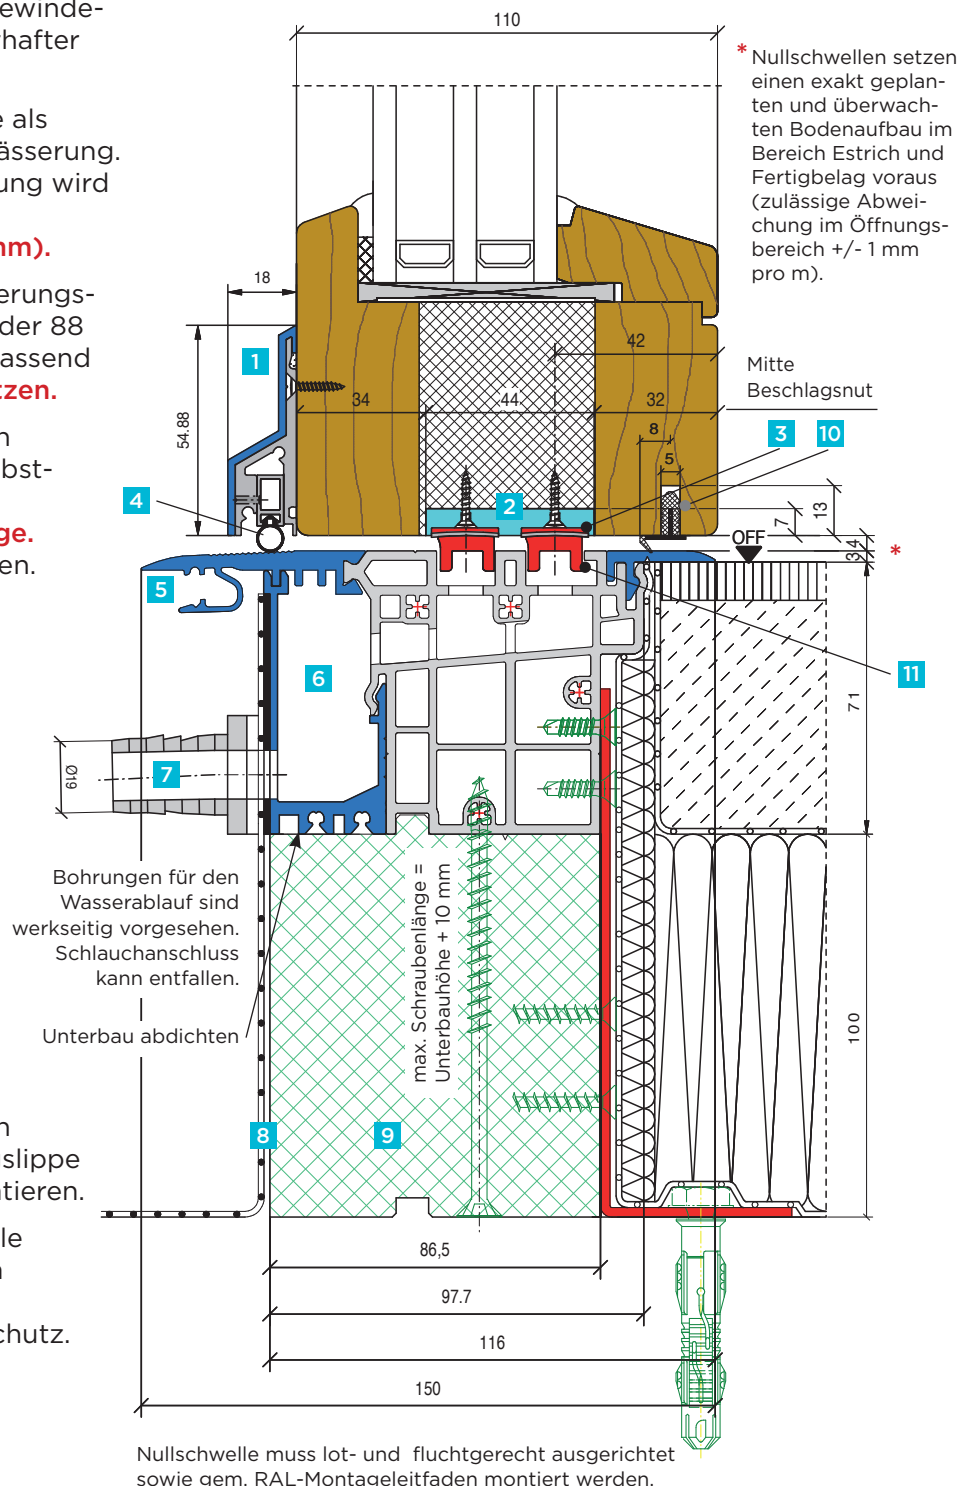 ewinde-
rhafter
e als
ässerung.
ung wird
nm).
erungs-
der 88
assend
tzen.
n
bst-
ge.
en.
110
* Nullschwellen setzen
einen exakt geplan-
ten und überwach-
ten Bodenaufbau im
Bereich Estrich und
Fertigbelag voraus
(zulässige Abwei-
chung im Öffnungs-
bereich +/- 1 mm
pro m).
18
1
54.88
42
Mitte
Beschlagsnut
34
44
32
8
5
3
10
4
2
13
7
OFF
3,4
*
5
6
11
71
7
Ø19
Bohrungen für den
Wasserablauf sind
werkseitig vorgesehen.
Schlauchanschluss
kann entfallen.
Unterbau abdichten
max. Schraubenlänge =
Unterbauhöhe + 10 mm
100
8
9
n
gslippe
tieren.
le
n
chutz.
86,5
97.7
116
150
Nullschwelle muss lot- und fluchtgerecht ausgerichtet
sowie gem. RAL-Montageleitfaden montiert werden.